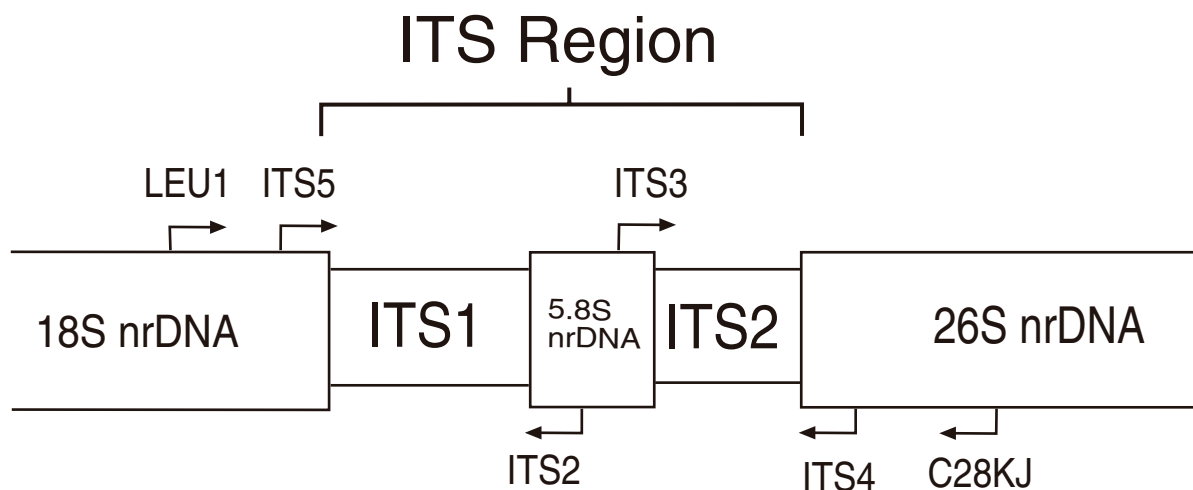 ITS Region
LEU1
ITS5
ITS3
18S nrDNA
ITS1
5.8S
nrDNA
ITS2
26S nrDNA
ITS2
ITS4
C28KJ